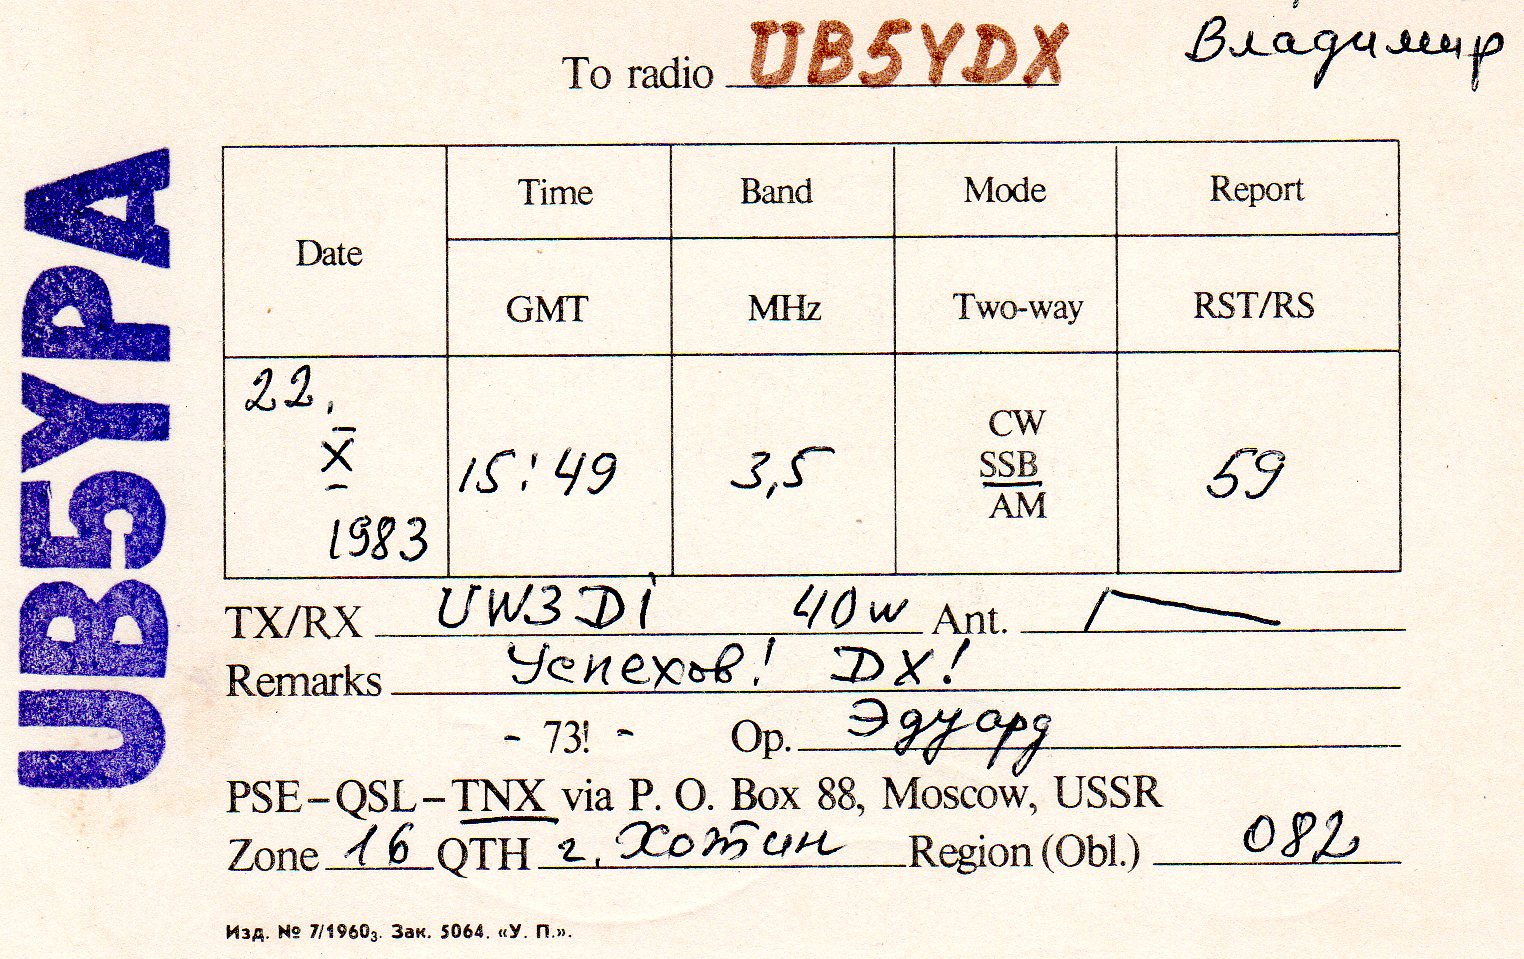 Владимир
To radio UB5YDX
UB5YPA
Date Time Band Mode Report
GMT MHz Two-way RST/RS
22.
X
1983
15:49 3,5 CW
SSB
AM
59
TX/RX UW3Di 40w Ant.
Remarks Успехов! DX!
- 73! - Op. Эдуард
PSE–QSL–TNX via P. O. Box 88, Moscow, USSR
Zone 16 QTH г. Хотин Region (Obl.) 082
Изд. № 7/1960з. Зак. 5064. «У. П.».